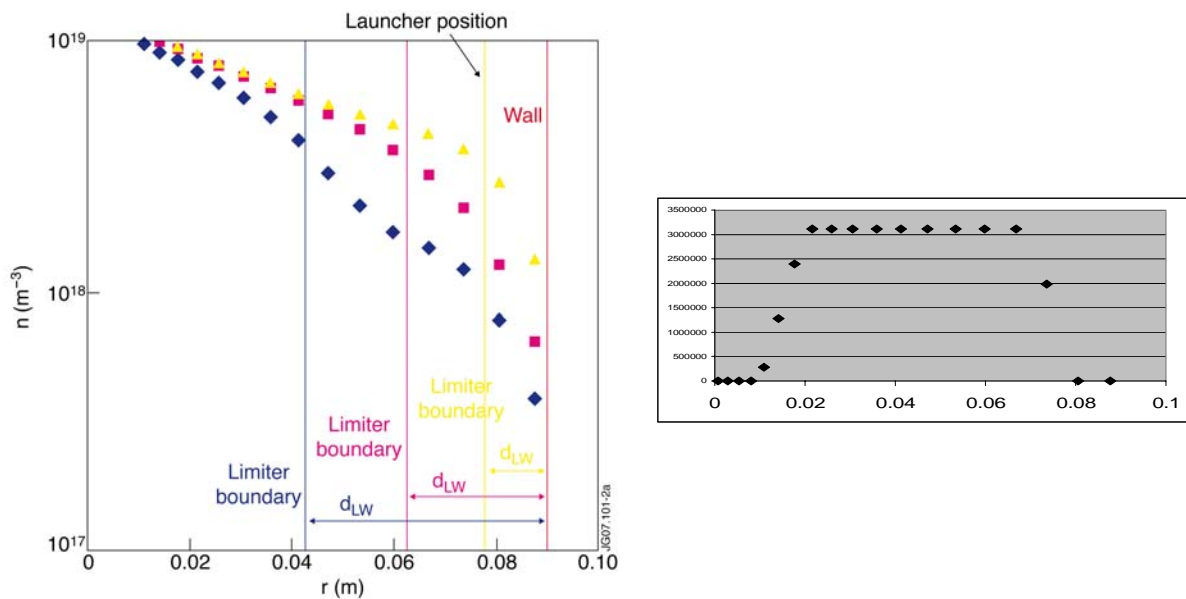 Launcher position
10¹⁹
Wall
n (m⁻³)
10¹⁸
Limiter
boundary
Limiter
boundary
Limiter
boundary
d_LW
d_LW
d_LW
10¹⁷
0
0.02
0.04
0.06
0.08
0.10
r (m)
JG07.101-2a
3500000
3000000
2500000
2000000
1500000
1000000
500000
0
0
0.02
0.04
0.06
0.08
0.1